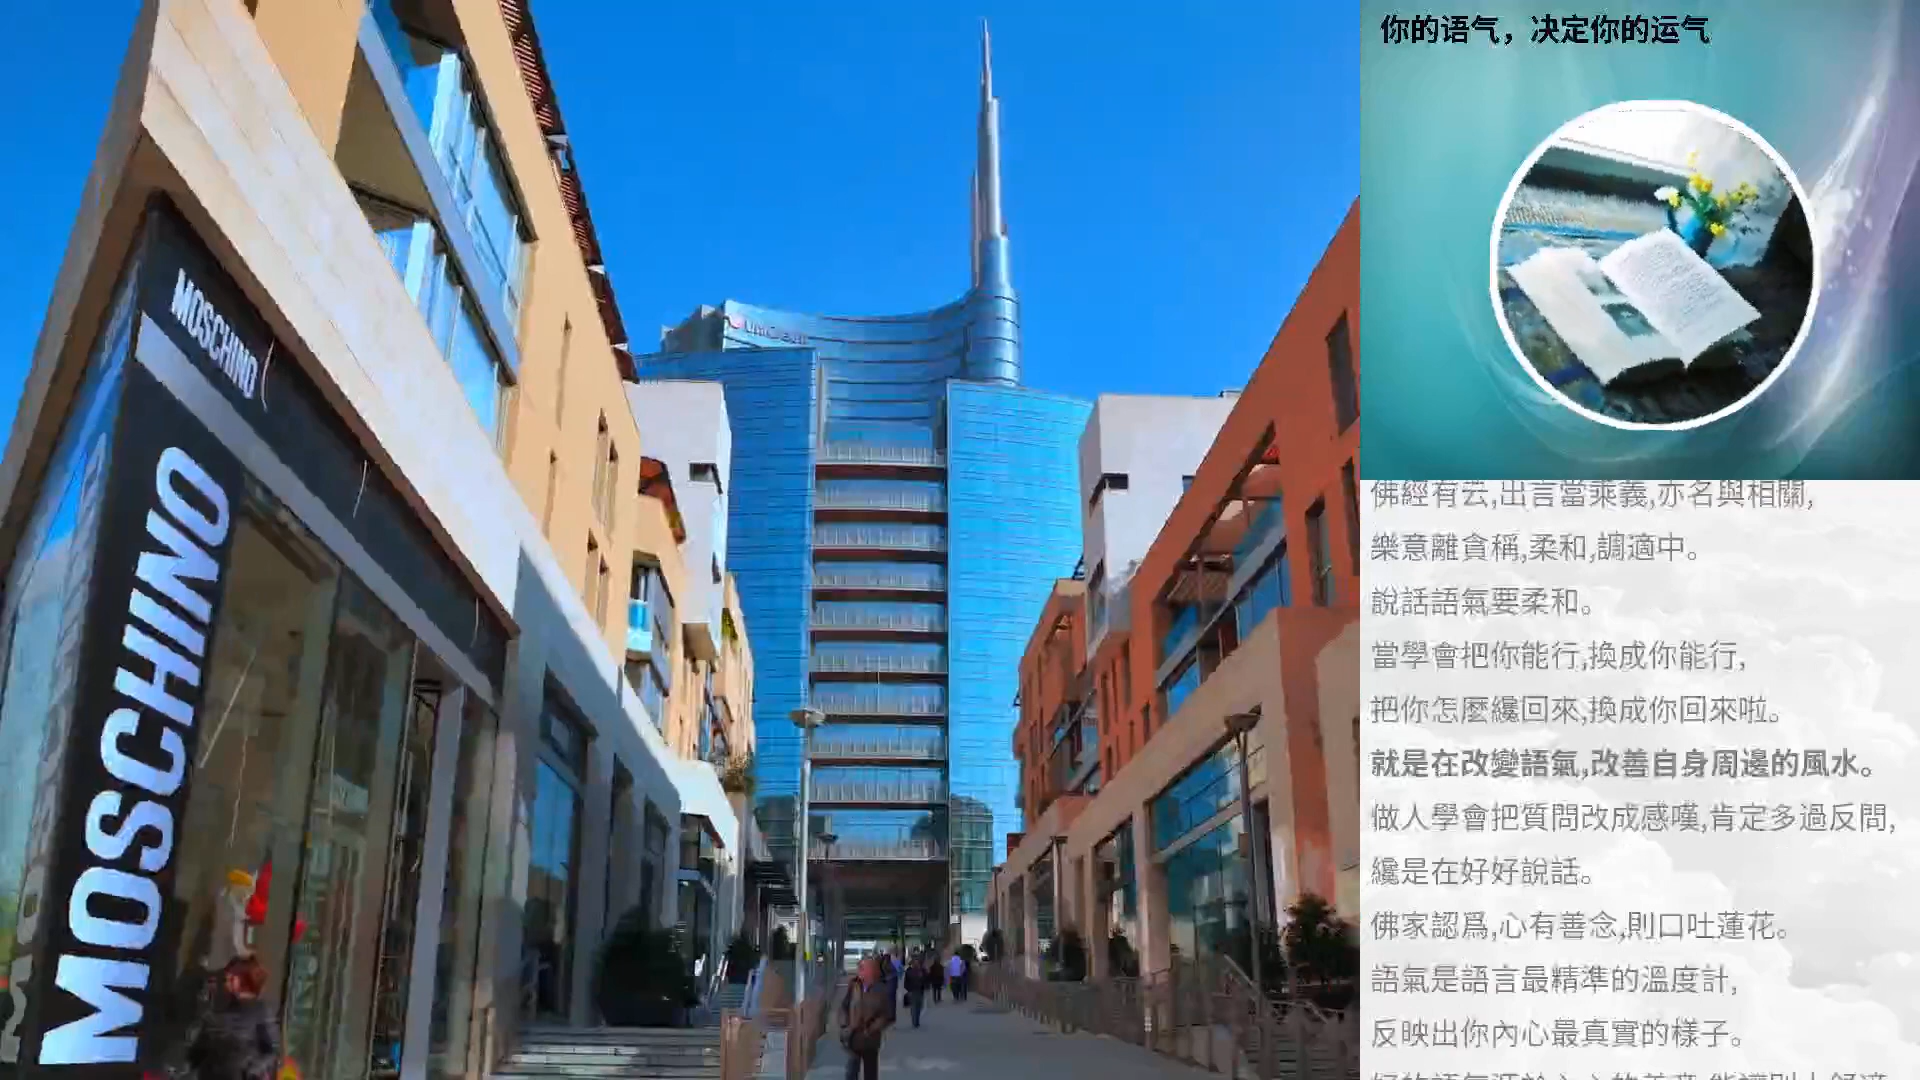 MOSCHINO
MOSCHINO
UniCredit
你的语气，决定你的运气
佛經有云,出言當乘義,亦名與相關,
樂意離貪稱,柔和,調適中。
說話語氣要柔和。
當學會把你能行,換成你能行,
把你怎麼纔回來,換成你回來啦。
就是在改變語氣,改善自身周邊的風水。
做人學會把質問改成感嘆,肯定多過反問,
纔是在好好說話。
佛家認爲,心有善念,則口吐蓮花。
語氣是語言最精準的溫度計,
反映出你內心最真實的樣子。